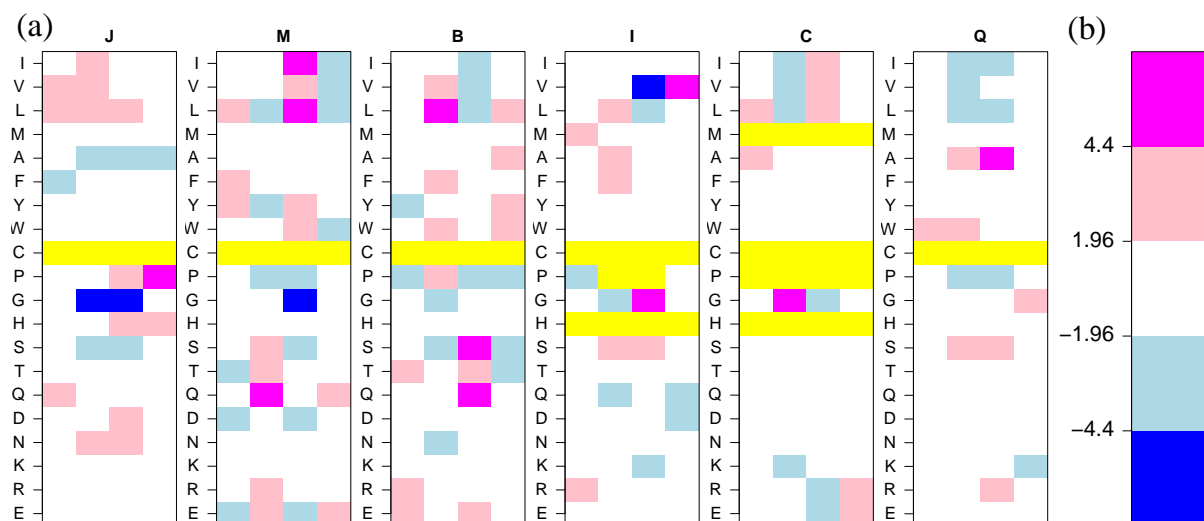 (a)
J M B I C Q
(b)
I I I I I I
V V V V V V
L L L L L L
M M M M M M
A A A A A A
F F F F F F
Y Y Y Y Y Y
W W W W W W
C C C C C C
P P P P P P
G G G G G G
H H H H H H
S S S S S S
T T T T T T
Q Q Q Q Q Q
D D D D D D
N N N N N N
K K K K K K
R R R R R R
E E E E E E
4.4
1.96
−1.96
−4.4